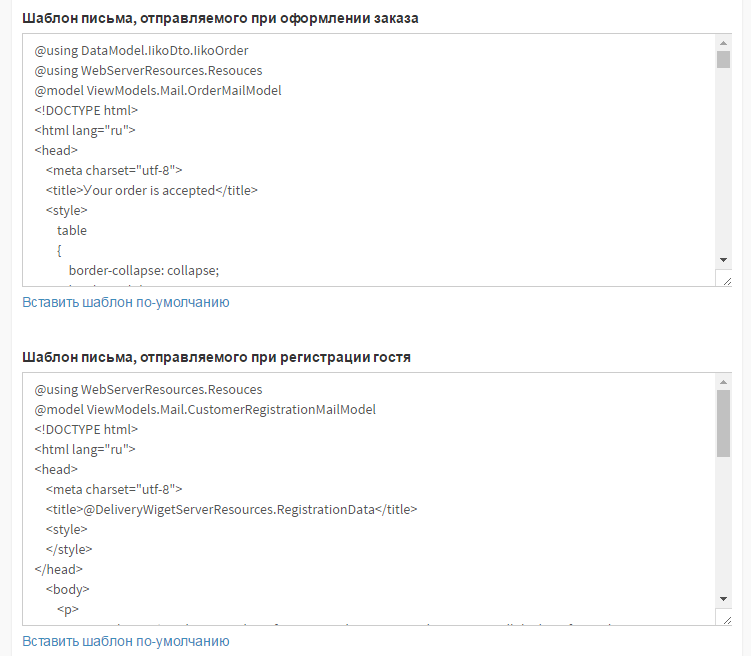 Шаблон письма, отправляемого при оформлении заказа
@using DataModel.IikoDto.IikoOrder
@using WebServerResources.Resouces
@model ViewModels.Mail.OrderMailModel
<!DOCTYPE html>
<html lang="ru">
<head>
<meta charset="utf-8">
<title>Your order is accepted</title>
<style>
table
{
border-collapse: collapse;
Вставить шаблон по-умолчанию
Шаблон письма, отправляемого при регистрации гостя
@using WebServerResources.Resouces
@model ViewModels.Mail.CustomerRegistrationMailModel
<!DOCTYPE html>
<html lang="ru">
<head>
<meta charset="utf-8">
<title>@DeliveryWigetServerResources.RegistrationData</title>
<style>
</style>
</head>
<body>
<p>
Вставить шаблон по-умолчанию